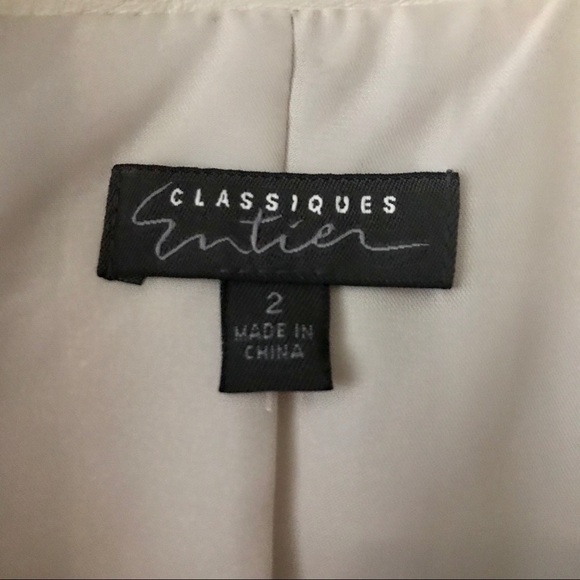 CLASSIQUES
Entier
2
MADE IN
CHINA